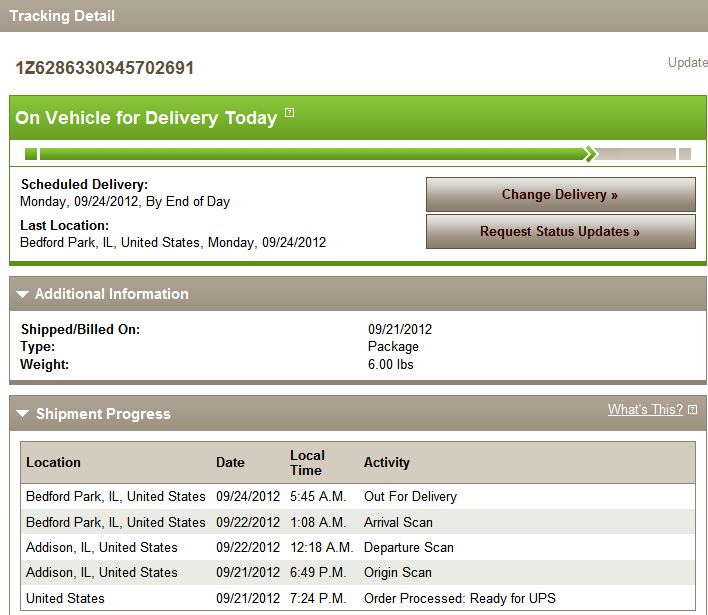 Tracking Detail
1Z6286330345702691
Update
On Vehicle for Delivery Today ?
Scheduled Delivery:
Monday, 09/24/2012, By End of Day
Change Delivery »
Last Location:
Bedford Park, IL, United States, Monday, 09/24/2012
Request Status Updates »
Additional Information
Shipped/Billed On: 09/21/2012
Type: Package
Weight: 6.00 lbs
Shipment Progress What's This? ?
Location Date Local Time Activity
Bedford Park, IL, United States 09/24/2012 5:45 A.M. Out For Delivery
Bedford Park, IL, United States 09/22/2012 1:08 A.M. Arrival Scan
Addison, IL, United States 09/22/2012 12:18 A.M. Departure Scan
Addison, IL, United States 09/21/2012 6:49 P.M. Origin Scan
United States 09/21/2012 7:24 P.M. Order Processed: Ready for UPS